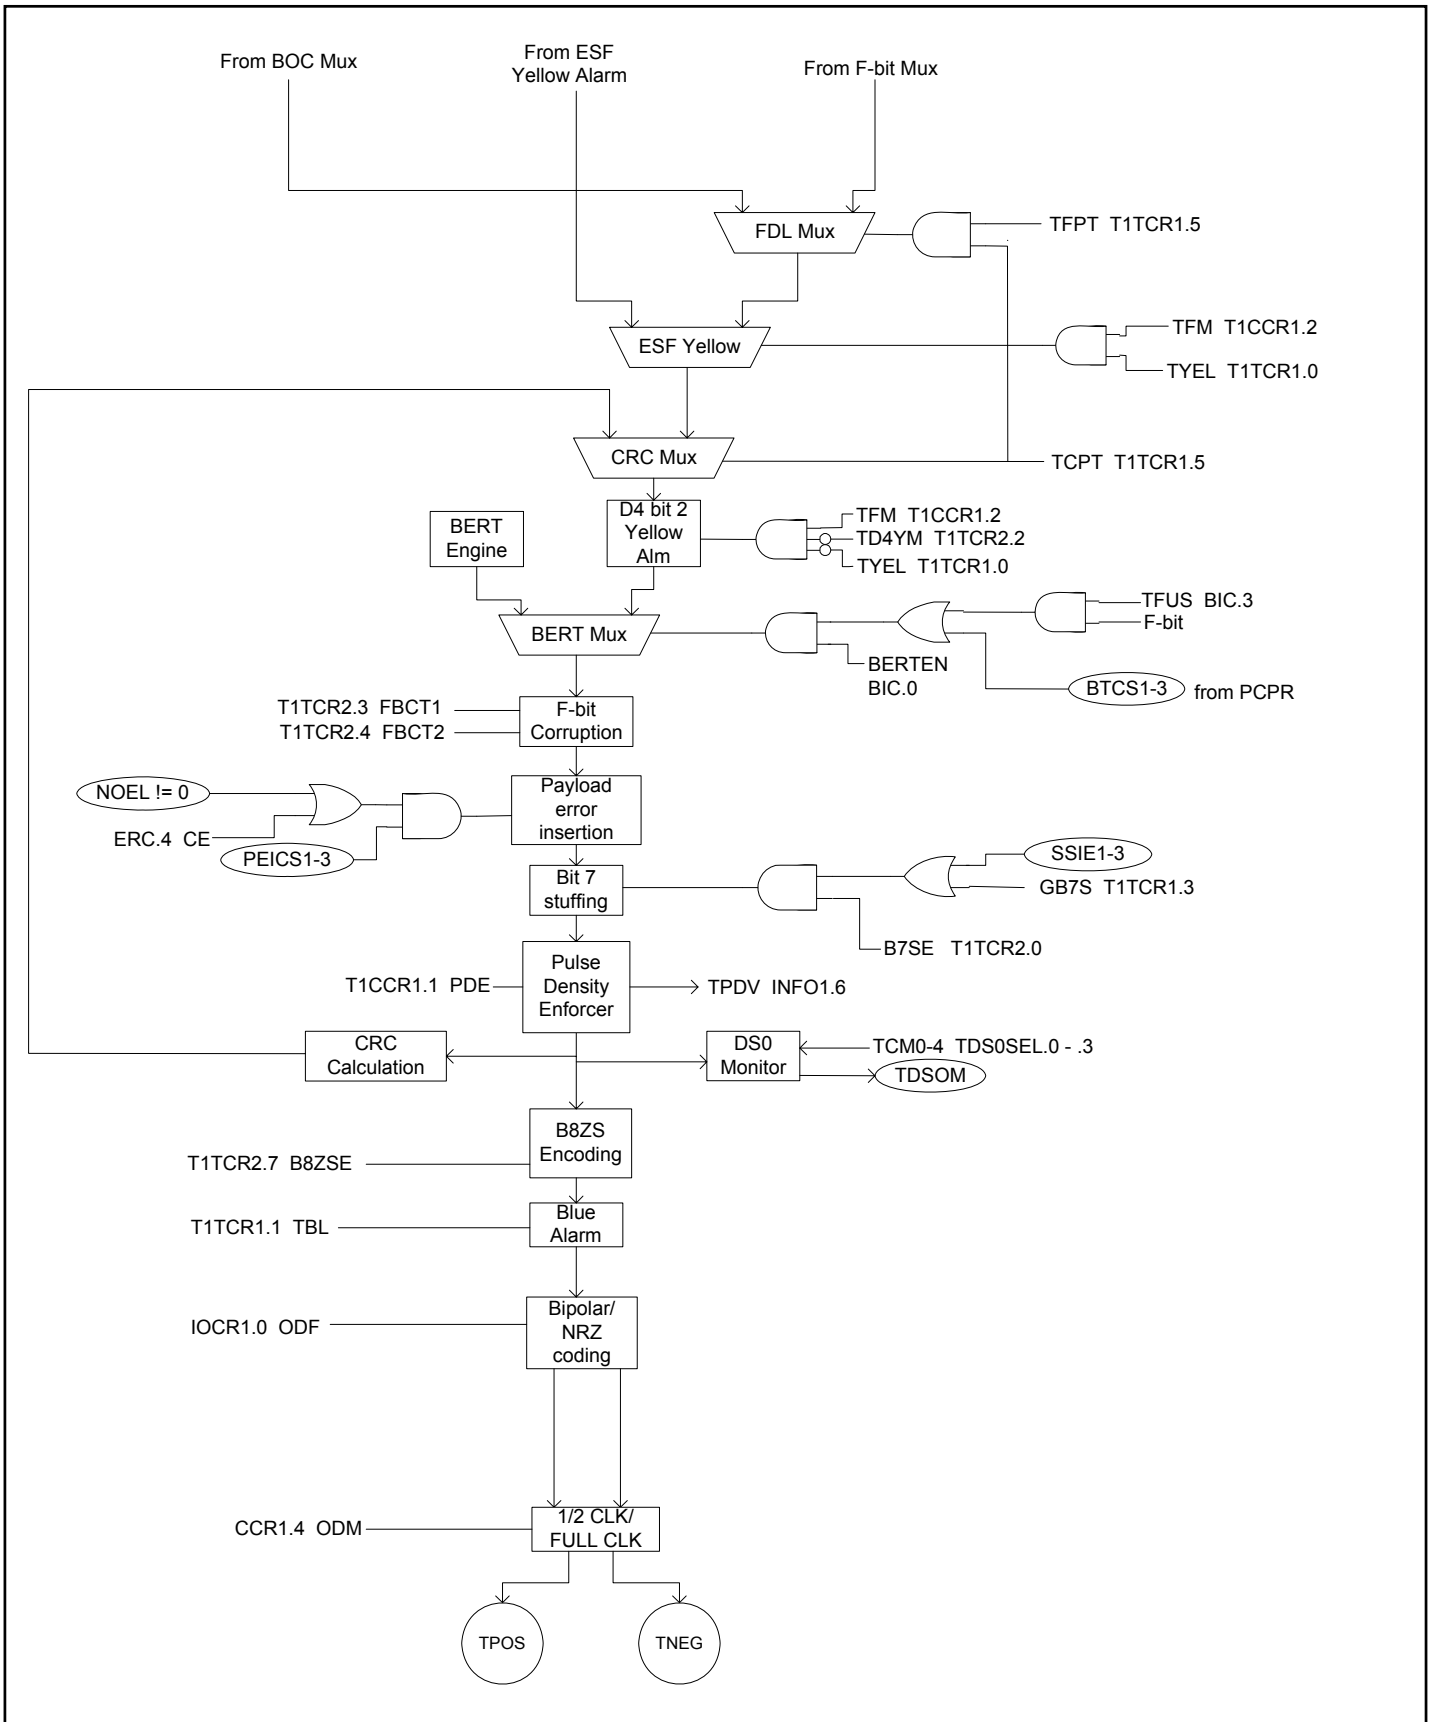 From BOC Mux
From ESF
Yellow Alarm
From F-bit Mux
FDL Mux
TFPT T1TCR1.5
ESF Yellow
TFM T1CCR1.2
TYEL T1TCR1.0
CRC Mux
TCPT T1TCR1.5
BERT
Engine
D4 bit 2
Yellow
Alm
TFM T1CCR1.2
TD4YM T1TCR2.2
TYEL T1TCR1.0
BERT Mux
TFUS BIC.3
F-bit
BERTEN
BIC.0
BTCS1-3
from PCPR
T1TCR2.3 FBCT1
T1TCR2.4 FBCT2
F-bit
Corruption
NOEL != 0
ERC.4 CE
PEICS1-3
Payload
error
insertion
Bit 7
stuffing
SSIE1-3
GB7S T1TCR1.3
B7SE T1TCR2.0
T1CCR1.1 PDE
Pulse
Density
Enforcer
TPDV INFO1.6
CRC
Calculation
DS0
Monitor
TCM0-4 TDS0SEL.0 - .3
TDSOM
B8ZS
Encoding
T1TCR2.7 B8ZSE
Blue
Alarm
T1TCR1.1 TBL
Bipolar/
NRZ
coding
IOCR1.0 ODF
1/2 CLK/
FULL CLK
CCR1.4 ODM
TPOS
TNEG